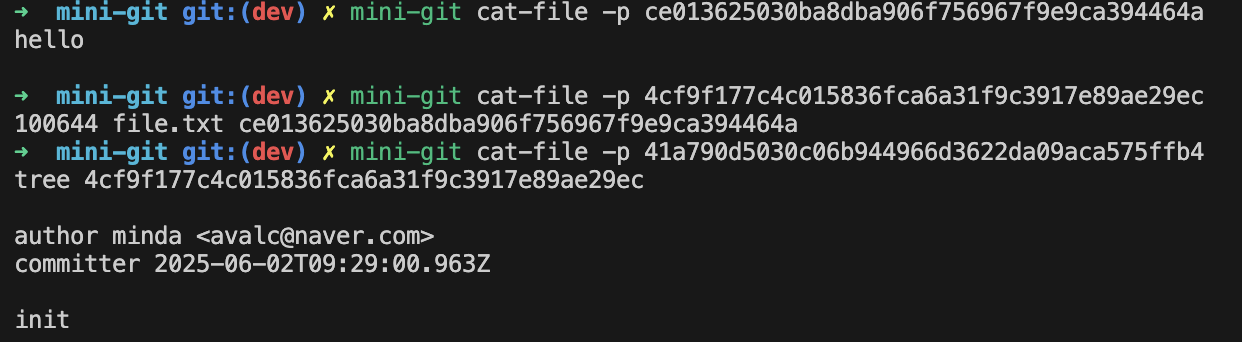 → mini-git git:(dev) ✗ mini-git cat-file -p ce013625030ba8dba906f756967f9e9ca394464a
hello
→ mini-git git:(dev) ✗ mini-git cat-file -p 4cf9f177c4c015836fca6a31f9c3917e89ae29ec
100644 file.txt ce013625030ba8dba906f756967f9e9ca394464a
→ mini-git git:(dev) ✗ mini-git cat-file -p 41a790d5030c06b944966d3622da09aca575ffb4
tree 4cf9f177c4c015836fca6a31f9c3917e89ae29ec
author minda <avalc@naver.com>
committer 2025-06-02T09:29:00.963Z
init